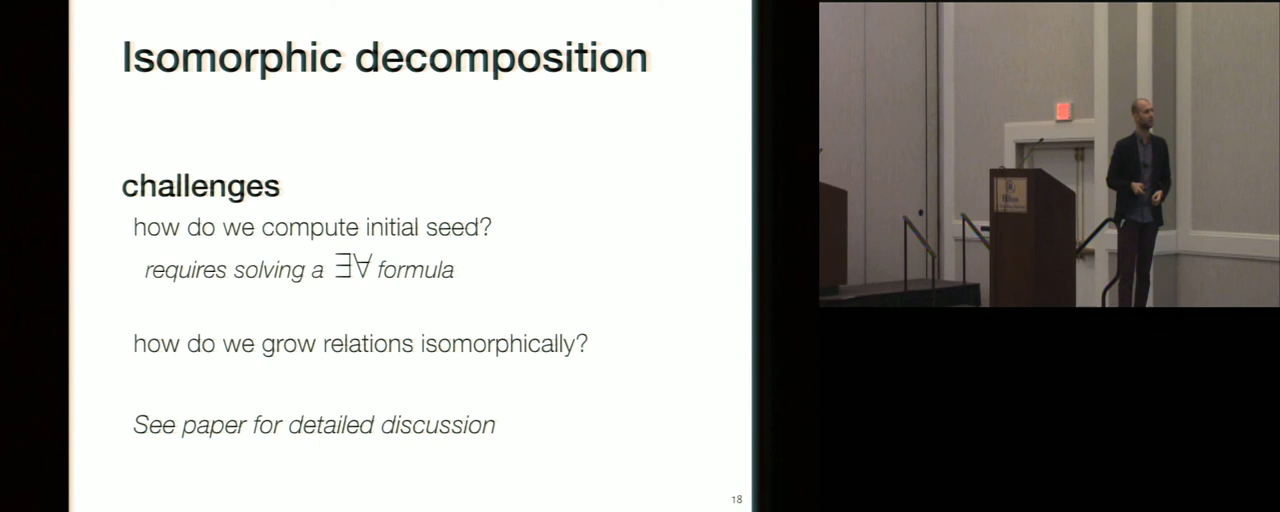 Isomorphic decomposition
challenges
how do we compute initial seed?
requires solving a ∃∀ formula
how do we grow relations isomorphically?
See paper for detailed discussion
18
Hilton